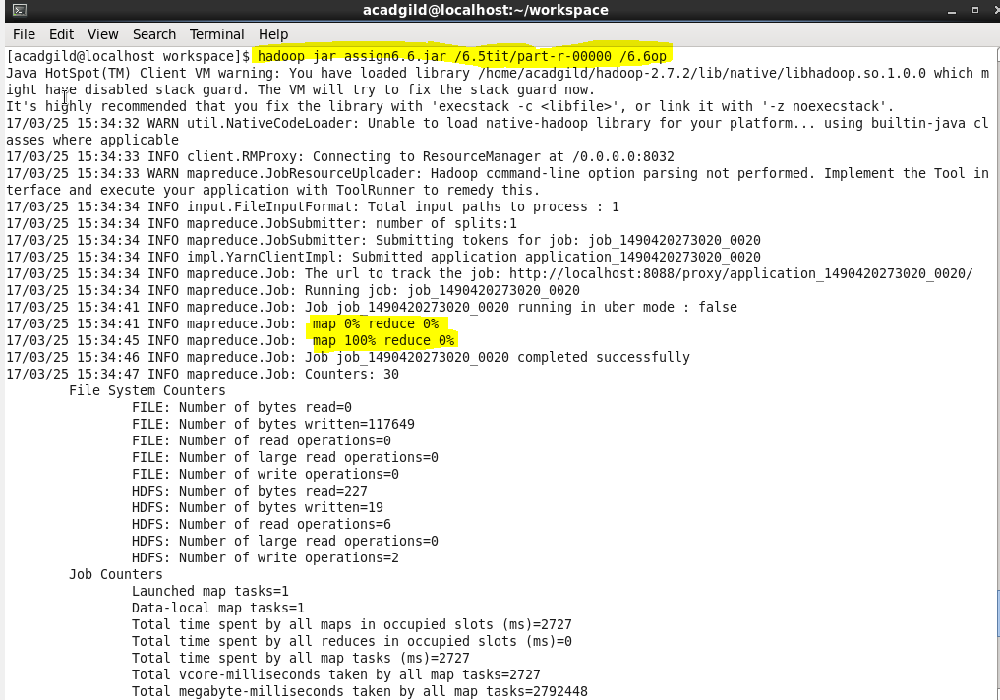 acadgild@localhost:~/workspace
File Edit View Search Terminal Help
[acadgild@localhost workspace]$ hadoop jar assign6.6.jar /6.5tit/part-r-00000 /6.6op
Java HotSpot(TM) Client VM warning: You have loaded library /home/acadgild/hadoop-2.7.2/lib/native/libhadoop.so.1.0.0 which m
ight have disabled stack guard. The VM will try to fix the stack guard now.
It's highly recommended that you fix the library with 'execstack -c <libfile>', or link it with '-z noexecstack'.
17/03/25 15:34:32 WARN util.NativeCodeLoader: Unable to load native-hadoop library for your platform... using builtin-java cl
asses where applicable
17/03/25 15:34:33 INFO client.RMProxy: Connecting to ResourceManager at /0.0.0.0:8032
17/03/25 15:34:33 WARN mapreduce.JobResourceUploader: Hadoop command-line option parsing not performed. Implement the Tool in
terface and execute your application with ToolRunner to remedy this.
17/03/25 15:34:34 INFO input.FileInputFormat: Total input paths to process : 1
17/03/25 15:34:34 INFO mapreduce.JobSubmitter: number of splits:1
17/03/25 15:34:34 INFO mapreduce.JobSubmitter: Submitting tokens for job: job_1490420273020_0020
17/03/25 15:34:34 INFO impl.YarnClientImpl: Submitted application application_1490420273020_0020
17/03/25 15:34:34 INFO mapreduce.Job: The url to track the job: http://localhost:8088/proxy/application_1490420273020_0020/
17/03/25 15:34:34 INFO mapreduce.Job: Running job: job_1490420273020_0020
17/03/25 15:34:41 INFO mapreduce.Job: Job job_1490420273020_0020 running in uber mode : false
17/03/25 15:34:41 INFO mapreduce.Job:  map 0% reduce 0%
17/03/25 15:34:45 INFO mapreduce.Job:  map 100% reduce 0%
17/03/25 15:34:46 INFO mapreduce.Job: Job job_1490420273020_0020 completed successfully
17/03/25 15:34:47 INFO mapreduce.Job: Counters: 30
File System Counters
FILE: Number of bytes read=0
FILE: Number of bytes written=117649
FILE: Number of read operations=0
FILE: Number of large read operations=0
FILE: Number of write operations=0
HDFS: Number of bytes read=227
HDFS: Number of bytes written=19
HDFS: Number of read operations=6
HDFS: Number of large read operations=0
HDFS: Number of write operations=2
Job Counters
Launched map tasks=1
Data-local map tasks=1
Total time spent by all maps in occupied slots (ms)=2727
Total time spent by all reduces in occupied slots (ms)=0
Total time spent by all map tasks (ms)=2727
Total vcore-milliseconds taken by all map tasks=2727
Total megabyte-milliseconds taken by all map tasks=2792448